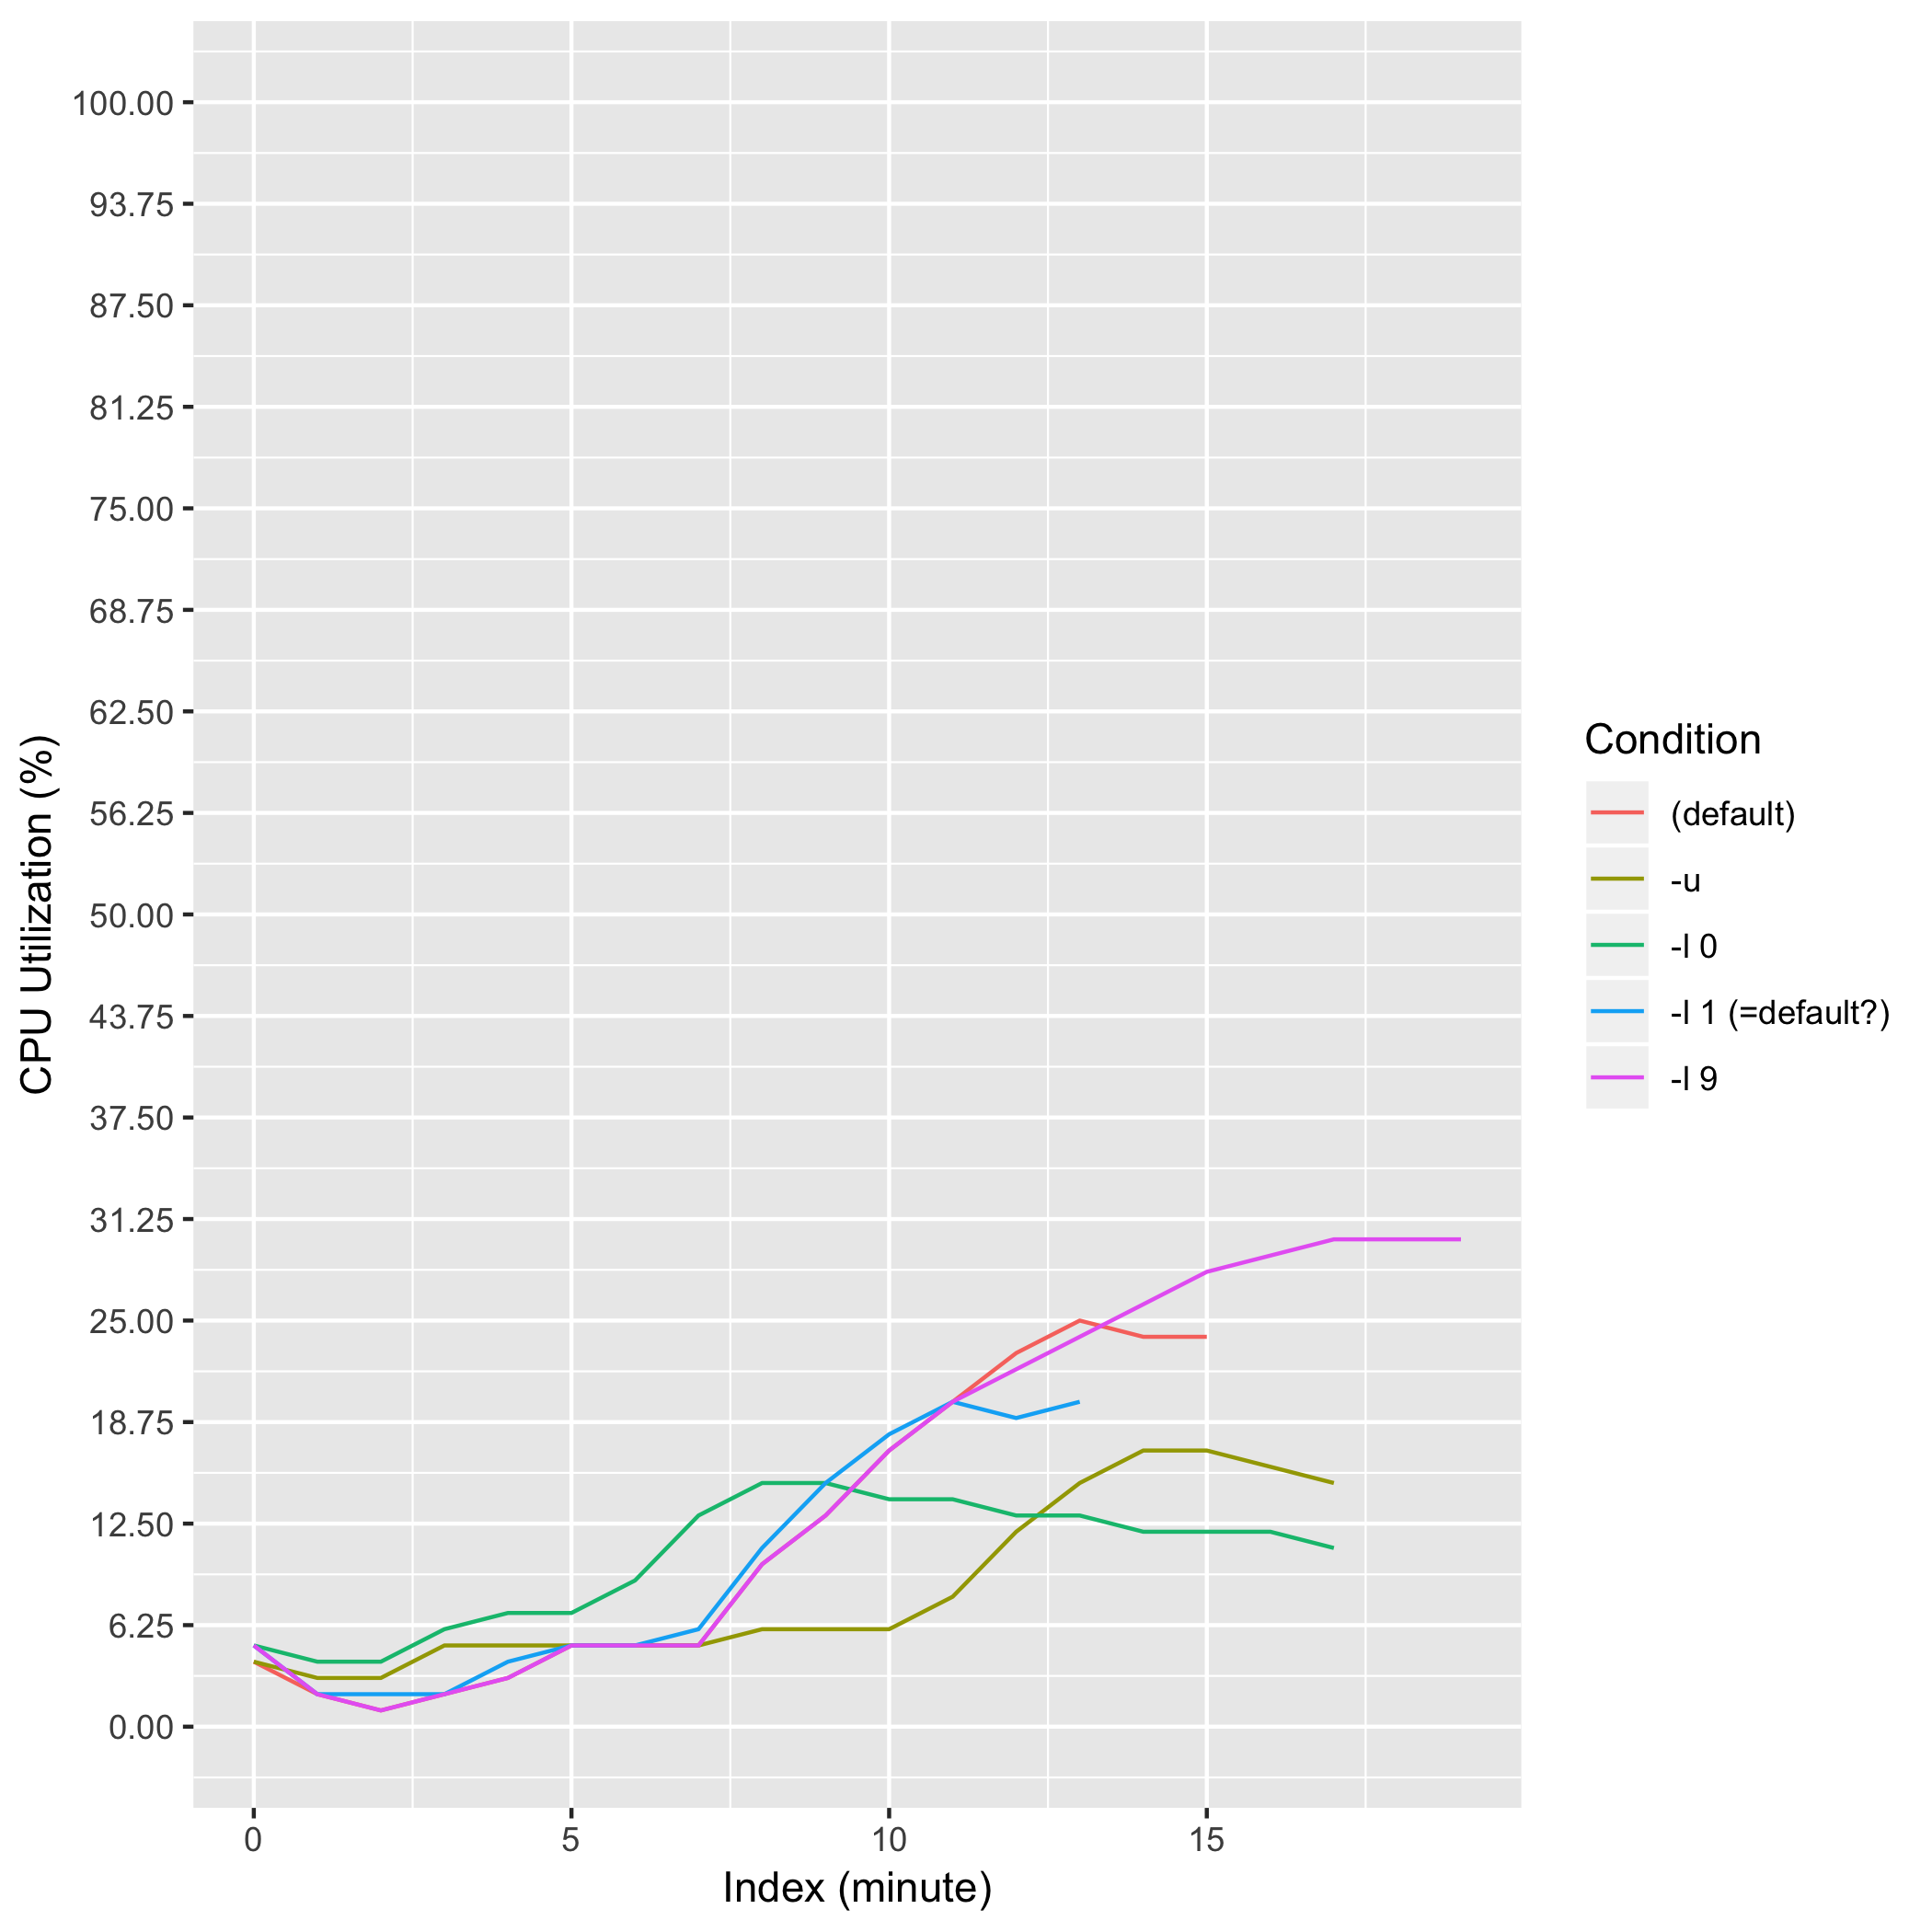 100.00
93.75
87.50
81.25
75.00
68.75
62.50
56.25
50.00
43.75
37.50
31.25
25.00
18.75
12.50
6.25
0.00
CPU Utilization (%)
0 5 10 15
Index (minute)
Condition
(default)
-u
-l 0
-l 1 (=default?)
-l 9